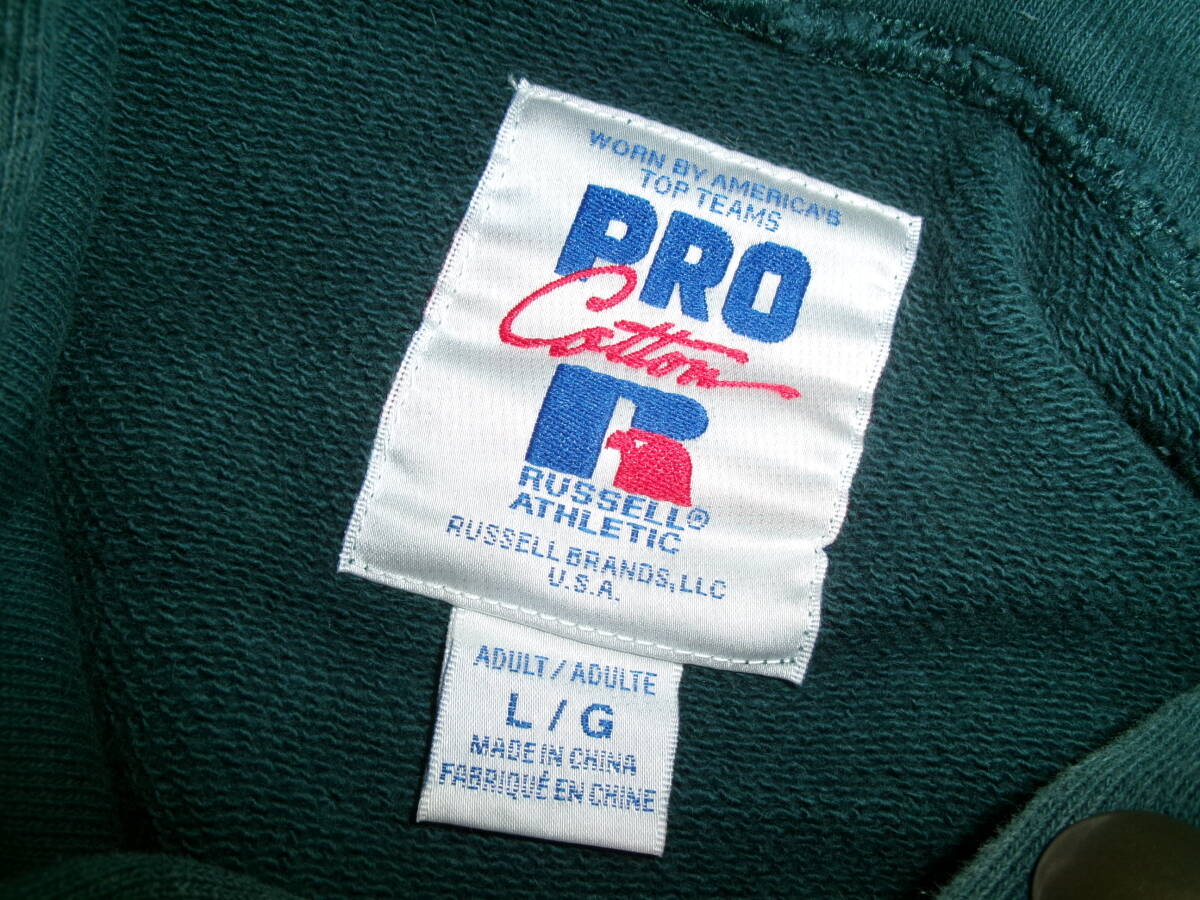 WORN BY AMERICA'S
TOP TEAMS
PRO
Cotton
R
RUSSELL®
ATHLETIC
RUSSELL BRANDS, LLC
U.S.A.
ADULT / ADULTE
L / G
MADE IN CHINA
FABRIQUÉ EN CHINE